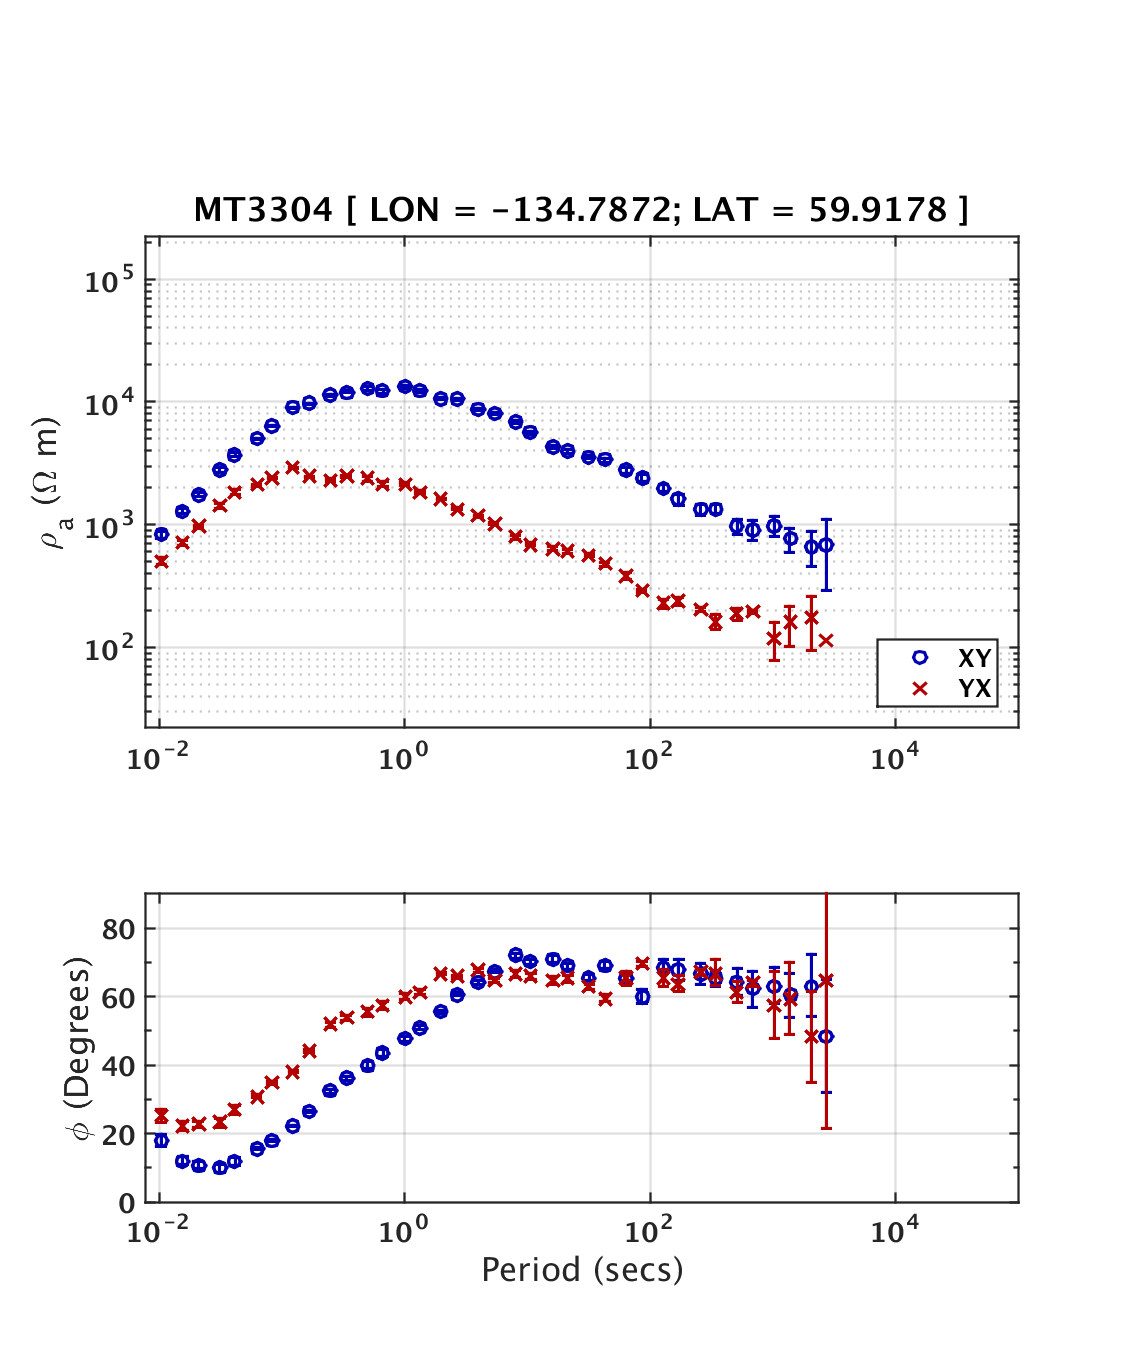 MT3304 [ LON = -134.7872; LAT = 59.9178 ]
10^5
10^4
10^3
10^2
ρ_a (Ω m)
XY
YX
10^-2 10^0 10^2 10^4
80
60
40
20
0
ϕ (Degrees)
10^-2 10^0 10^2 10^4
Period (secs)